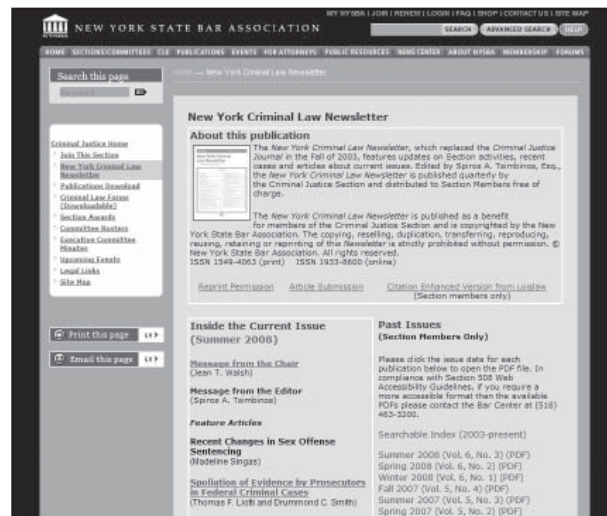 MY NYSBA | JOIN | RENEW | LOGIN | FAQ | SHOP | CONTACT US | SITE MAP
NEW YORK STATE BAR ASSOCIATION
SEARCH ADVANCED SEARCH HELP
HOME SECTIONS/COMMITTEES CLE PUBLICATIONS EVENTS FOR ATTORNEYS PUBLIC RESOURCES NEWS CENTER ABOUT NYSBA MEMBERSHIP FORUMS
Search this page
Home — New York Criminal Law Newsletter
Criminal Justice Home
Join This Section
New York Criminal Law
Newsletter
Publications Download
Criminal Law Forms
(Downloadable)
Section Awards
Committee Rosters
Executive Committee
Minutes
Upcoming Events
Legal Links
Site Map
Print this page GO
Email this page GO
New York Criminal Law Newsletter
About this publication
The New York Criminal Law Newsletter, which replaced the Criminal Justice
Journal in the Fall of 2003, features updates on Section activities, recent
cases and articles about current issues. Edited by Spiros A. Tsimbinos, Esq.,
the New York Criminal Law Newsletter is published quarterly by
the Criminal Justice Section and distributed to Section Members free of
charge.
The New York Criminal Law Newsletter is published as a benefit
for members of the Criminal Justice Section and is copyrighted by the New
York State Bar Association. The copying, reselling, duplication, transferring, reproducing,
reusing, retaining or reprinting of this Newsletter is strictly prohibited without permission. ©
New York State Bar Association. All rights reserved.
ISSN 1549-4063 (print) ISSN 1933-8600 (online)
Reprint Permission Article Submission Citation Enhanced Version from Loislaw
(Section members only)
Inside the Current Issue
(Summer 2008)
Message from the Chair
(Jean T. Walsh)
Message from the Editor
(Spiros A. Tsimbinos)
Feature Articles
Recent Changes in Sex Offense
Sentencing
(Madeline Singas)
Spoliation of Evidence by Prosecutors
in Federal Criminal Cases
(Thomas F. Liotti and Drummond C. Smith)
Past Issues
(Section Members Only)
Please click the issue date for each
publication below to open the PDF file. In
compliance with Section 508 Web
Accessibility Guidelines, if you require a
more accessible format than the available
PDFs please contact the Bar Center at (518)
463-3200.
Searchable Index (2003-present)
Summer 2008 (Vol. 6, No. 3) (PDF)
Spring 2008 (Vol. 6, No. 2) (PDF)
Winter 2008 (Vol. 6, No. 1) (PDF)
Fall 2007 (Vol. 5, No. 4) (PDF)
Summer 2007 (Vol. 5, No. 3) (PDF)
Spring 2007 (Vol. 5, No. 2) (PDF)